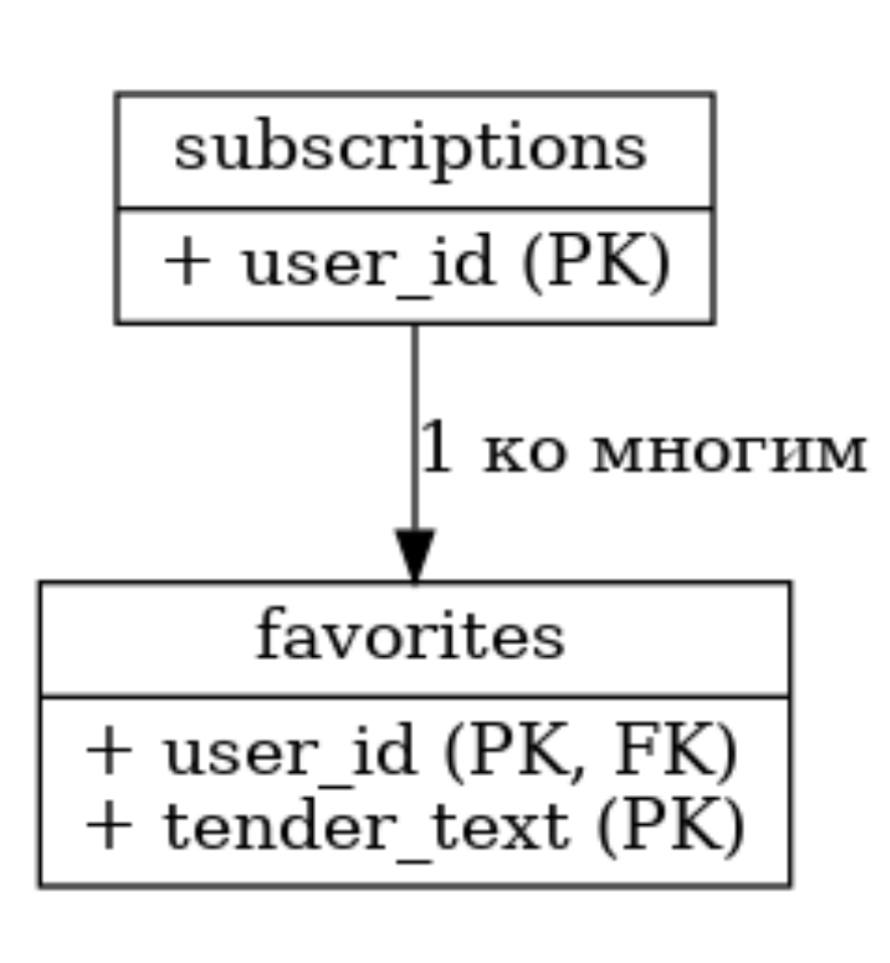 subscriptions
+ user_id (PK)
1 ко многим
favorites
+ user_id (PK, FK)
+ tender_text (PK)